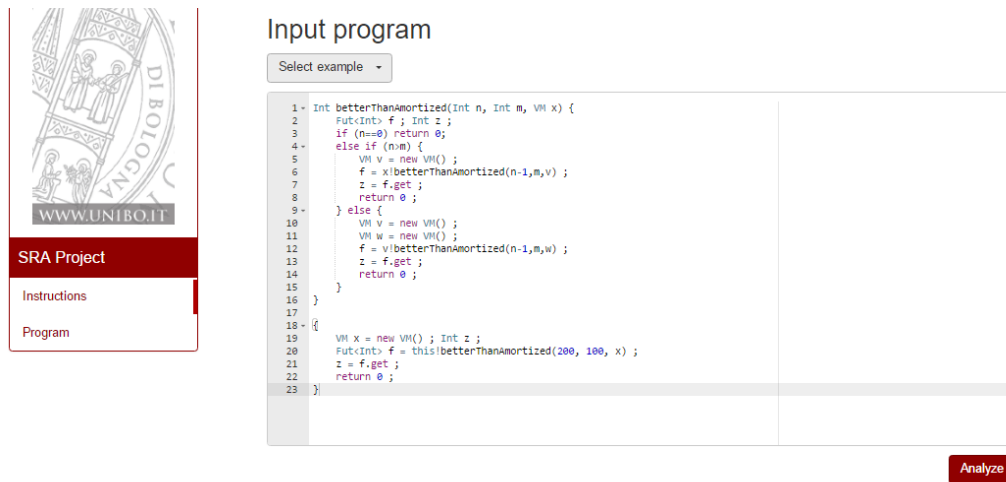 DI BOLOGNA
WWW.UNIBO.IT
SRA Project
Instructions
Program
Input program
Select example
1 Int betterThanAmortized(Int n, Int m, VM x) {
2 Fut<Int> f ; Int z ;
3 if (n==0) return 0;
4 else if (n>m) {
5 VM v = new VM() ;
6 f = x!betterThanAmortized(n-1,m,v) ;
7 z = f.get ;
8 return 0 ;
9 } else {
10 VM v = new VM() ;
11 VM w = new VM() ;
12 f = v!betterThanAmortized(n-1,m,w) ;
13 z = f.get ;
14 return 0 ;
15 }
16 }
17
18 {
19 VM x = new VM() ; Int z ;
20 Fut<Int> f = this!betterThanAmortized(200, 100, x) ;
21 z = f.get ;
22 return 0 ;
23 }
Analyze